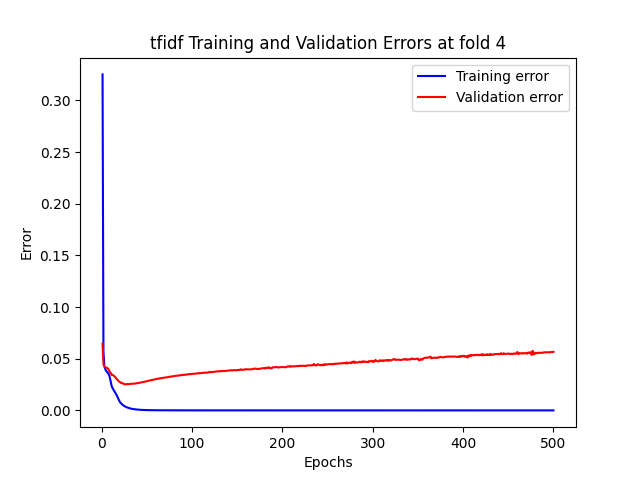 tfidf Training and Validation Errors at fold 4
Training error
Validation error
0.30
0.25
0.20
0.15
0.10
0.05
0.00
Error
0
100
200
300
400
500
Epochs